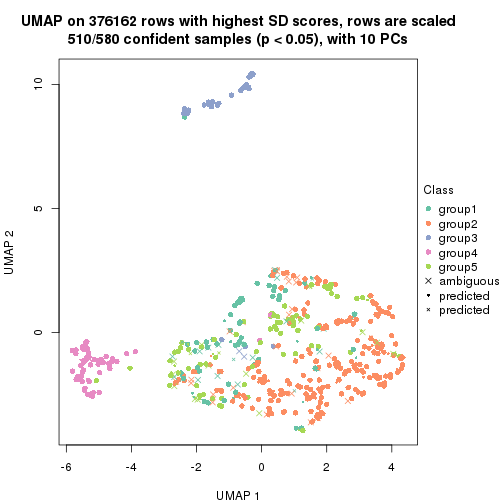 UMAP on 376162 rows with highest SD scores, rows are scaled
510/580 confident samples (p < 0.05), with 10 PCs
10
5
0
UMAP 2
-6
-4
-2
0
2
4
UMAP 1
Class
group1
group2
group3
group4
group5
ambiguous
predicted
predicted